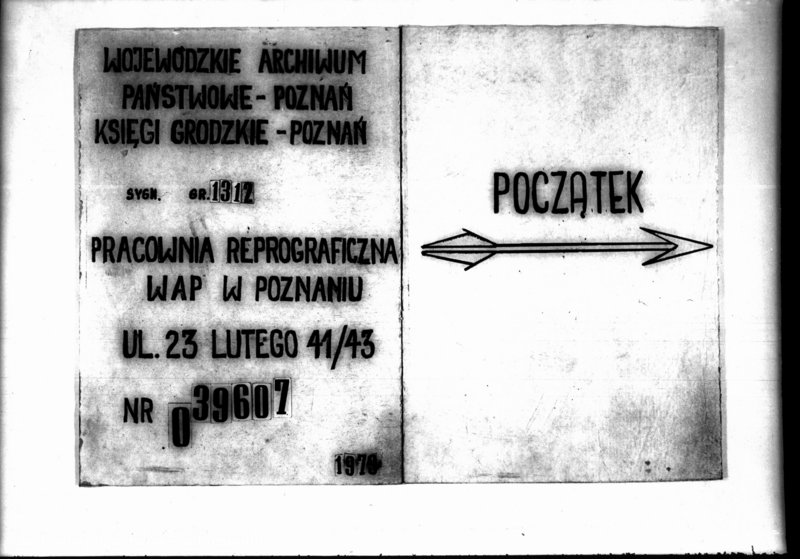 WOJEWÓDZKIE ARCHIWUM
PAŃSTWOWE - POZNAŃ
KSIĘGI GRODZKIE - POZNAŃ
SYGN. GR. 1312
PRACOWNIA REPROGRAFICZNA
WAP W POZNANIU
UL. 23 LUTEGO 41/43
NR 039607
1970
POCZĄTEK